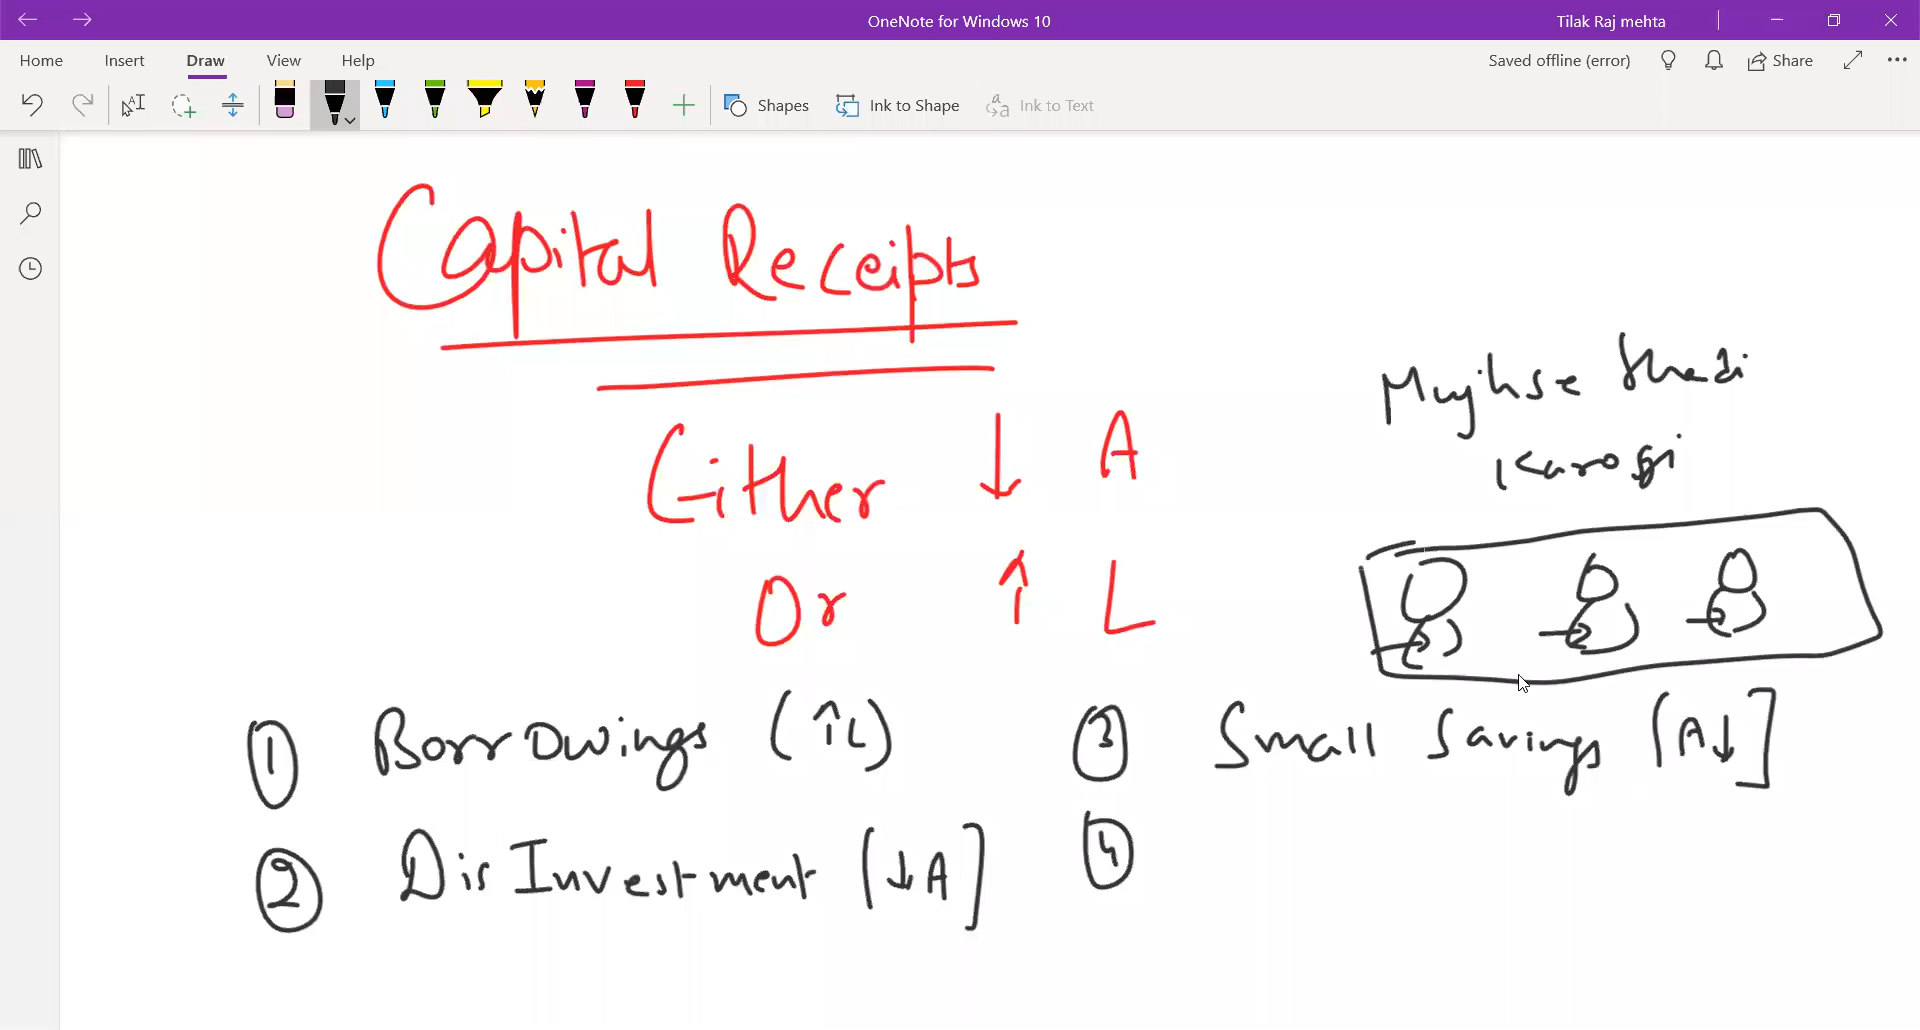 OneNote for Windows 10
Tilak Raj mehta
Home Insert Draw View Help
Saved offline (error)
Share
Shapes
Ink to Shape
Ink to Text
Capital Receipts
Either ↓ A
Or ↑ L
Mujhse Shadi
Karogi
① Borrowings (↑L)
② DisInvestment [↓A]
③ Small Savings [A↓]
④